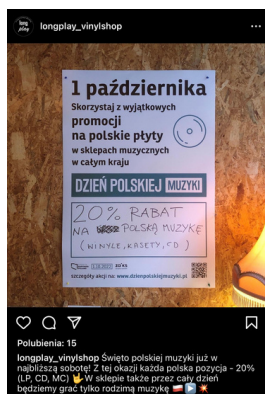 long
play
longplay_vinylshop
1 października
Skorzystaj z wyjątkowych
promocji
na polskie płyty
w sklepach muzycznych
w całym kraju
DZIEŃ POLSKIEJ MUZYKI
20% RABAT
NA POLSKĄ MUZYKĘ
(WINYLE, KASETY, CD)
szczegóły akcji na: www.dzienpolskiejmuzyki.pl
Polubienia: 15
longplay_vinylshop Święto polskiej muzyki już w
najbliższą sobotę! Z tej okazji każda polska pozycja - 20%
(LP, CD, MC) 🤟 W sklepie także przez cały dzień
będziemy grać tylko rodzimą muzykę 🇵🇱▶️💥